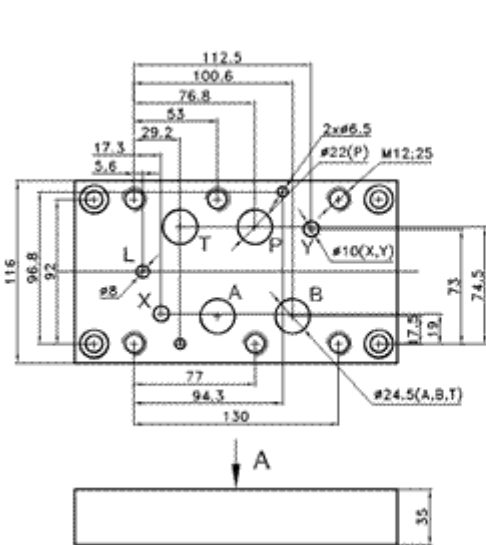 112.5
100.6
76.8
53
29.2
17.3
5.6
2xø6.5
ø22(P)
M12;25
T
P
Y
ø10(X,Y)
L
ø8
X
A
B
116
96.8
92
17.5
19
73
74.5
77
94.3
130
ø24.5(A,B,T)
A
35